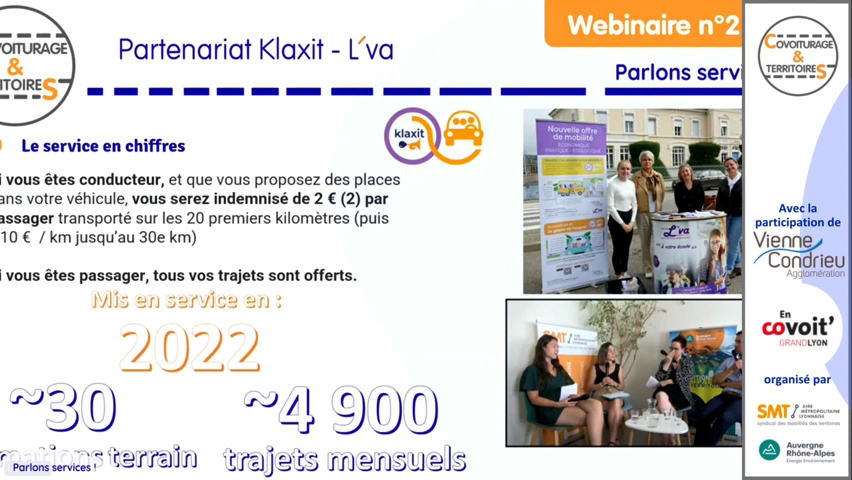 Webinaire n°2
Partenariat Klaxit - L'va
Parlons servi
COVOITURAGE
&
TERRITOIRES
OITURAGE
&
ITOIRES
klaxit
Le service en chiffres
i vous êtes conducteur, et que vous proposez des places
ans votre véhicule, vous serez indemnisé de 2 € (2) par
assager transporté sur les 20 premiers kilomètres (puis
10 € / km jusqu'au 30e km)
i vous êtes passager, tous vos trajets sont offerts.
Mis en service en :
2022
~30
mations terrain
~4 900
trajets mensuels
Parlons services !
Nouvelle offre
de mobilité
L'va
à votre écoute
SMT
Avec la
participation de
Vienne
Condrieu
Agglomération
En
covoit'
GRANDLYON
organisé par
SMT AIRE
MÉTROPOLITAINE
LYONNAISE
syndicat des mobilités des territoires
Auvergne
Rhône-Alpes
Energie Environnement